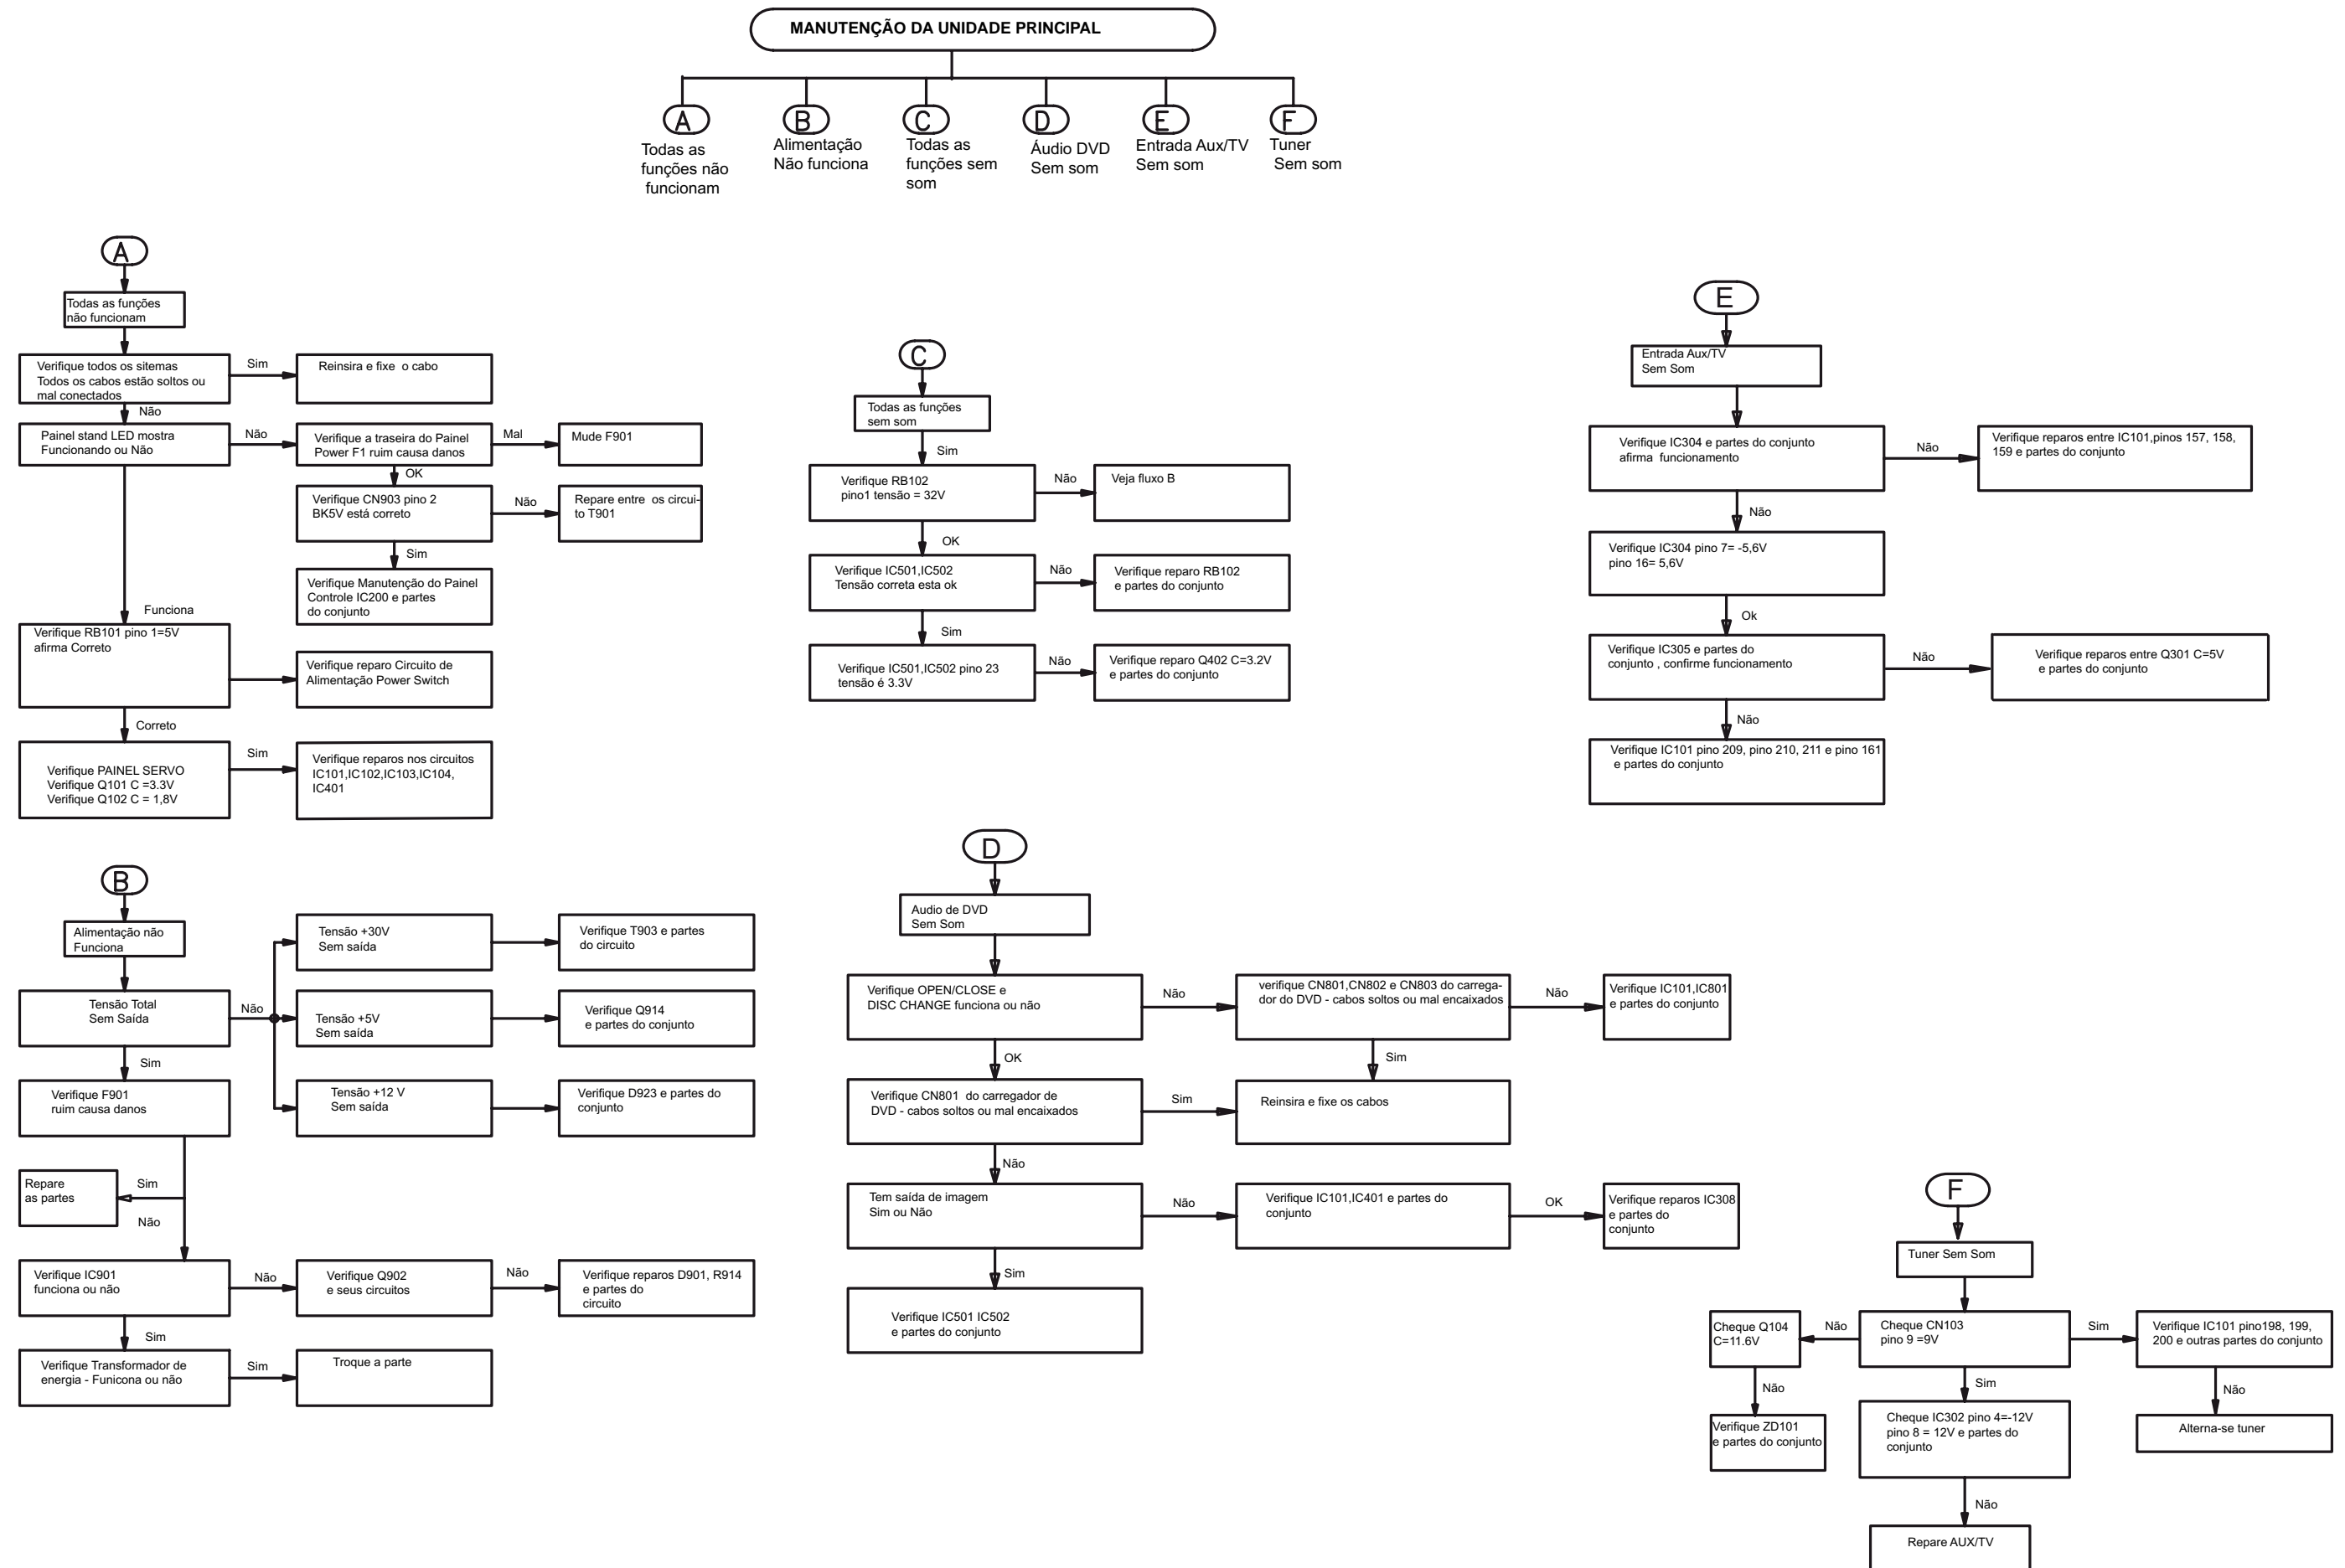 MANUTENÇÃO DA UNIDADE PRINCIPAL
A
B
C
D
E
F
Todas as
funções não
funcionam
Alimentação
Não funciona
Todas as
funções sem
som
Áudio DVD
Sem som
Entrada Aux/TV
Sem som
Tuner
Sem som
A
Todas as funções
não funcionam
Verifique todos os sitemas
Todos os cabos estão soltos ou
mal conectados
Sim
Reinsira e fixe o cabo
Não
Painel stand LED mostra
Funcionando ou Não
Não
Verifique a traseira do Painel
Power F1 ruim causa danos
Mal
Mude F901
OK
Verifique CN903 pino 2
BK5V está correto
Não
Repare entre os circui-
to T901
Sim
Verifique Manutenção do Painel
Controle IC200 e partes
do conjunto
Funciona
Verifique RB101 pino 1=5V
afirma Correto
Verifique reparo Circuito de
Alimentação Power Switch
Correto
Verifique PAINEL SERVO
Verifique Q101 C =3.3V
Verifique Q102 C = 1,8V
Sim
Verifique reparos nos circuitos
IC101,IC102,IC103,IC104,
IC401
B
Alimentação não
Funciona
Tensão Total
Sem Saída
Não
Tensão +30V
Sem saída
Verifique T903 e partes
do circuito
Tensão +5V
Sem saída
Verifique Q914
e partes do conjunto
Tensão +12 V
Sem saída
Verifique D923 e partes do
conjunto
Sim
Verifique F901
ruim causa danos
Repare
as partes
Sim
Não
Verifique IC901
funciona ou não
Não
Verifique Q902
e seus circuitos
Não
Verifique reparos D901, R914
e partes do
circuito
Sim
Verifique Transformador de
energia - Funicona ou não
Sim
Troque a parte
C
Todas as funções
sem som
Sim
Verifique RB102
pino1 tensão = 32V
Não
Veja fluxo B
OK
Verifique IC501,IC502
Tensão correta esta ok
Não
Verifique reparo RB102
e partes do conjunto
Sim
Verifique IC501,IC502 pino 23
tensão é 3.3V
Não
Verifique reparo Q402 C=3.2V
e partes do conjunto
D
Audio de DVD
Sem Som
Verifique OPEN/CLOSE e
DISC CHANGE funciona ou não
Não
verifique CN801,CN802 e CN803 do carrega-
dor do DVD - cabos soltos ou mal encaixados
Não
Verifique IC101,IC801
e partes do conjunto
OK
Sim
Verifique CN801 do carregador de
DVD - cabos soltos ou mal encaixados
Sim
Reinsira e fixe os cabos
Não
Tem saída de imagem
Sim ou Não
Não
Verifique IC101,IC401 e partes do
conjunto
OK
Verifique reparos IC308
e partes do
conjunto
Sim
Verifique IC501 IC502
e partes do conjunto
E
Entrada Aux/TV
Sem Som
Verifique IC304 e partes do conjunto
afirma funcionamento
Não
Verifique reparos entre IC101,pinos 157, 158,
159 e partes do conjunto
Não
Verifique IC304 pino 7= -5,6V
pino 16= 5,6V
Ok
Verifique IC305 e partes do
conjunto , confirme funcionamento
Não
Verifique reparos entre Q301 C=5V
e partes do conjunto
Não
Verifique IC101 pino 209, pino 210, 211 e pino 161
e partes do conjunto
F
Tuner Sem Som
Cheque Q104
C=11.6V
Não
Cheque CN103
pino 9 =9V
Sim
Verifique IC101 pino198, 199,
200 e outras partes do conjunto
Não
Sim
Não
Verifique ZD101
e partes do conjunto
Cheque IC302 pino 4=-12V
pino 8 = 12V e partes do
conjunto
Alterna-se tuner
Não
Repare AUX/TV